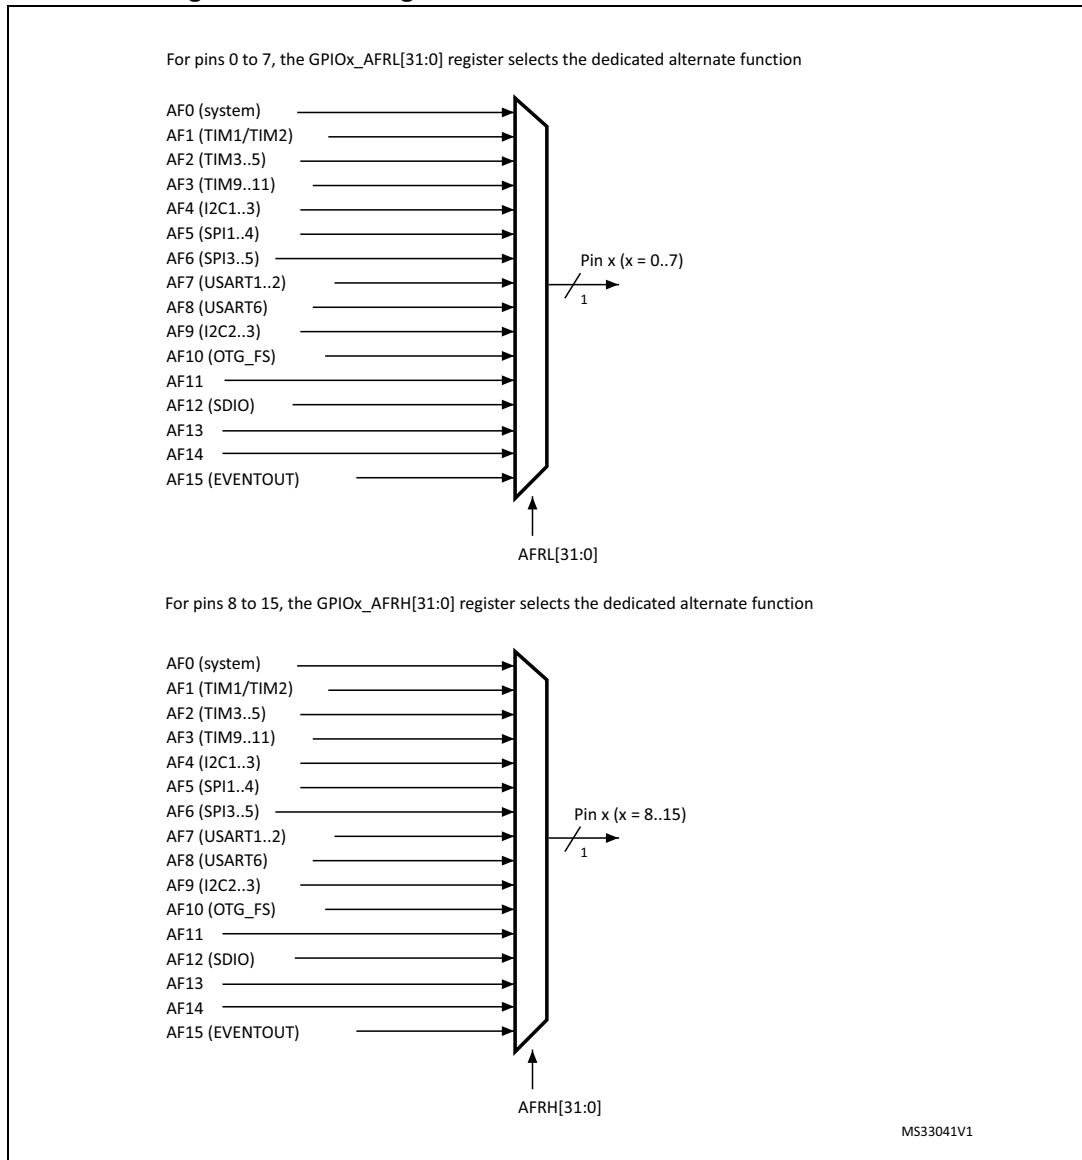 For pins 0 to 7, the GPIOx_AFRL[31:0] register selects the dedicated alternate function
AF0 (system)
AF1 (TIM1/TIM2)
AF2 (TIM3..5)
AF3 (TIM9..11)
AF4 (I2C1..3)
AF5 (SPI1..4)
AF6 (SPI3..5)
Pin x (x = 0..7)
AF7 (USART1..2)
1
AF8 (USART6)
AF9 (I2C2..3)
AF10 (OTG_FS)
AF11
AF12 (SDIO)
AF13
AF14
AF15 (EVENTOUT)
AFRL[31:0]
For pins 8 to 15, the GPIOx_AFRH[31:0] register selects the dedicated alternate function
AF0 (system)
AF1 (TIM1/TIM2)
AF2 (TIM3..5)
AF3 (TIM9..11)
AF4 (I2C1..3)
AF5 (SPI1..4)
AF6 (SPI3..5)
Pin x (x = 8..15)
AF7 (USART1..2)
1
AF8 (USART6)
AF9 (I2C2..3)
AF10 (OTG_FS)
AF11
AF12 (SDIO)
AF13
AF14
AF15 (EVENTOUT)
AFRH[31:0]
MS33041V1